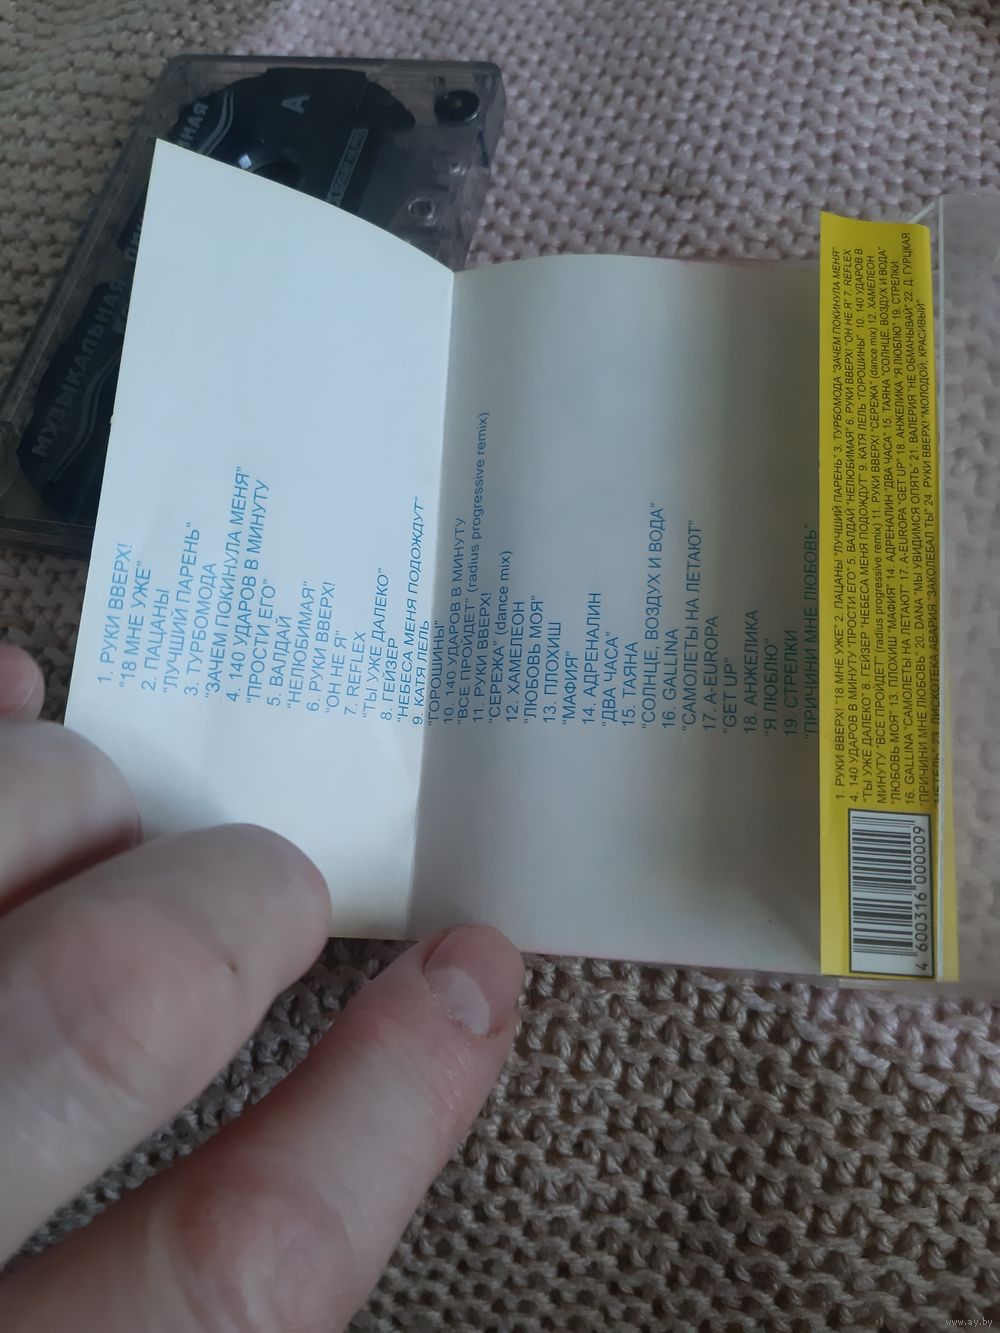 МУЗЫКАЛЬНАЯ
A
1. РУКИ ВВЕРХ!
"18 МНЕ УЖЕ"
2. ПАЦАНЫ
"ЛУЧШИЙ ПАРЕНЬ"
3. ТУРБОМОДА
"ЗАЧЕМ ПОКИНУЛА МЕНЯ"
4. 140 УДАРОВ В МИНУТУ
"ПРОСТИ ЕГО"
5. ВАЛДАЙ
"НЕЛЮБИМАЯ"
6. РУКИ ВВЕРХ!
"ОН НЕ Я"
7. REFLEX
"ТЫ УЖЕ ДАЛЕКО"
8. ГЕЙЗЕР
"НЕБЕСА МЕНЯ ПОДОЖДУТ"
9. КАТЯ ЛЕЛЬ
"ГОРОШИНЫ"
10. 140 УДАРОВ В МИНУТУ
"ВСЕ ПРОЙДЕТ" (radius progressive remix)
11. РУКИ ВВЕРХ!
"СЕРЕЖА" (dance mix)
12. ХАМЕЛЕОН
"ЛЮБОВЬ МОЯ"
13. ПЛОХИШ
"МАФИЯ"
14. АДРЕНАЛИН
"ДВА ЧАСА"
15. ТАЯНА
"СОЛНЦЕ, ВОЗДУХ И ВОДА"
16. GALLINA
"САМОЛЕТЫ НА ЛЕТАЮТ"
17. A-EUROPA
"GET UP"
18. АНЖЕЛИКА
"Я ЛЮБЛЮ"
19. СТРЕЛКИ
"ПРИЧИНИ МНЕ ЛЮБОВЬ"
1. РУКИ ВВЕРХ! "18 МНЕ УЖЕ" 2. ПАЦАНЫ "ЛУЧШИЙ ПАРЕНЬ" 3. ТУРБОМОДА "ЗАЧЕМ ПОКИНУЛА МЕНЯ"
4. 140 УДАРОВ В МИНУТУ "ПРОСТИ ЕГО" 5. ВАЛДАЙ "НЕЛЮБИМАЯ" 6. РУКИ ВВЕРХ! "ОН НЕ Я" 7. REFLEX
"ТЫ УЖЕ ДАЛЕКО" 8. ГЕЙЗЕР "НЕБЕСА МЕНЯ ПОДОЖДУТ" 9. КАТЯ ЛЕЛЬ "ГОРОШИНЫ" 10. 140 УДАРОВ В
МИНУТУ "ВСЕ ПРОЙДЕТ" (radius progressive remix) 11. РУКИ ВВЕРХ! "СЕРЕЖА" (dance mix) 12. ХАМЕЛЕОН
"ЛЮБОВЬ МОЯ" 13. ПЛОХИШ "МАФИЯ" 14. АДРЕНАЛИН "ДВА ЧАСА" 15. ТАЯНА "СОЛНЦЕ, ВОЗДУХ И ВОДА"
16. GALLINA "САМОЛЕТЫ НА ЛЕТАЮТ" 17. A-EUROPA "GET UP" 18. АНЖЕЛИКА "Я ЛЮБЛЮ" 19. СТРЕЛКИ
"ПРИЧИНИ МНЕ ЛЮБОВЬ" 20. DANA "МЫ УВИДИМСЯ ОПЯТЬ" 21. ВАЛЕРИЯ "НЕ ОБМАНЫВАЙ" 22. Д. ГУРЦКАЯ
"МЕТЕЛЬ" 23. ДИСКОТЕКА АВАРИЯ "ЗАКОЛЕБАЛ ТЫ" 24. РУКИ ВВЕРХ! "МОЛОДОЙ, КРАСИВЫЙ"
4 600316 000009
www.ay.by